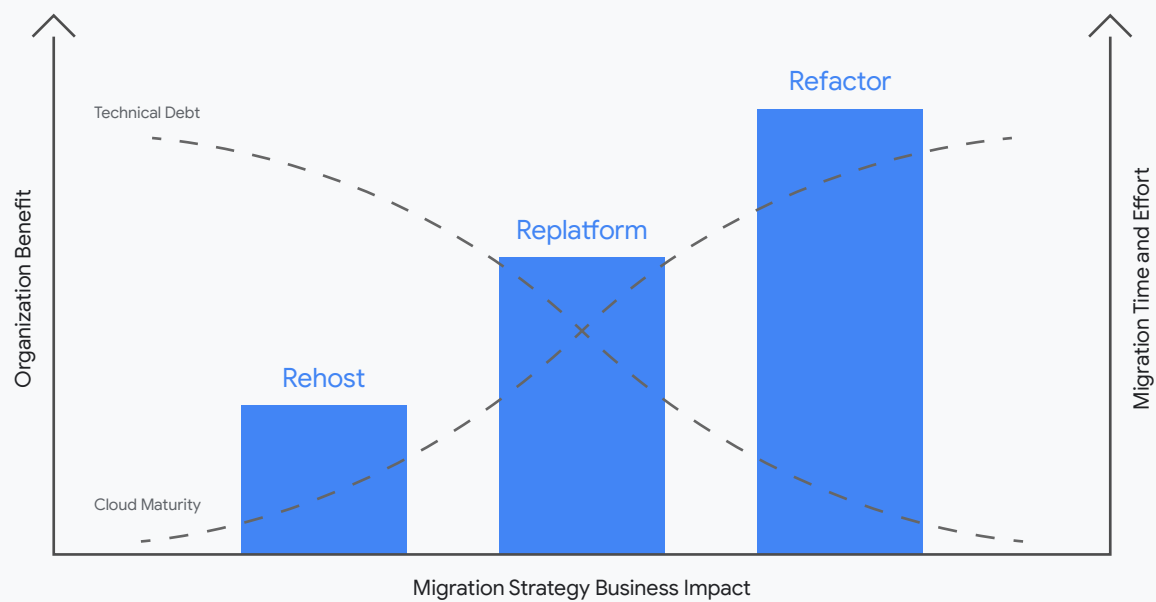 Refactor
Technical Debt
Organization Benefit
Migration Time and Effort
Replatform
Rehost
Cloud Maturity
Migration Strategy Business Impact